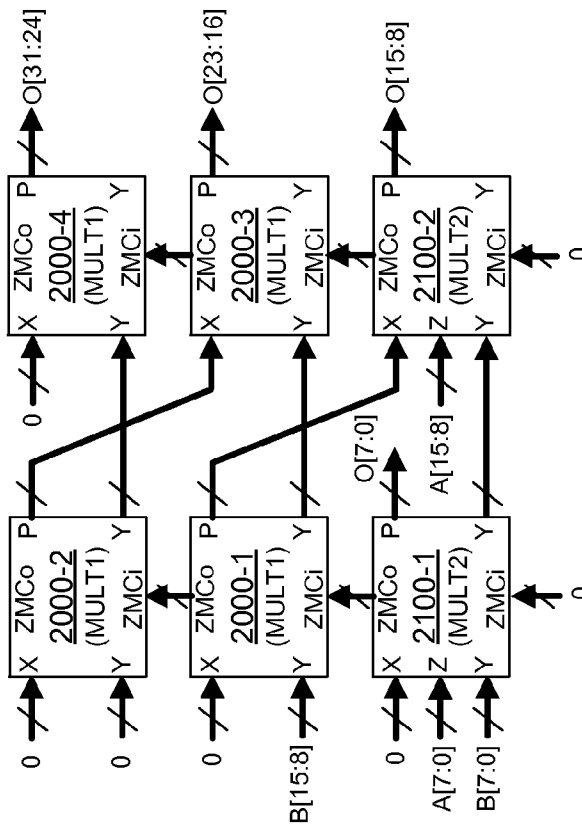 0
X ZMCo P
2000-2
(MULT1)
0
Y ZMCi Y
0
X ZMCo P
2000-4
(MULT1)
Y ZMCi Y
O[31:24]
0
X ZMCo P
2000-1
(MULT1)
B[15:8]
Y ZMCi Y
X ZMCo P
2000-3
(MULT1)
Y ZMCi Y
O[23:16]
0
X ZMCo P
A[7:0]
Z
2100-1
(MULT2)
B[7:0]
Y ZMCi Y
0
O[7:0]
A[15:8]
X ZMCo P
Z
2100-2
(MULT2)
Y ZMCi Y
0
O[15:8]